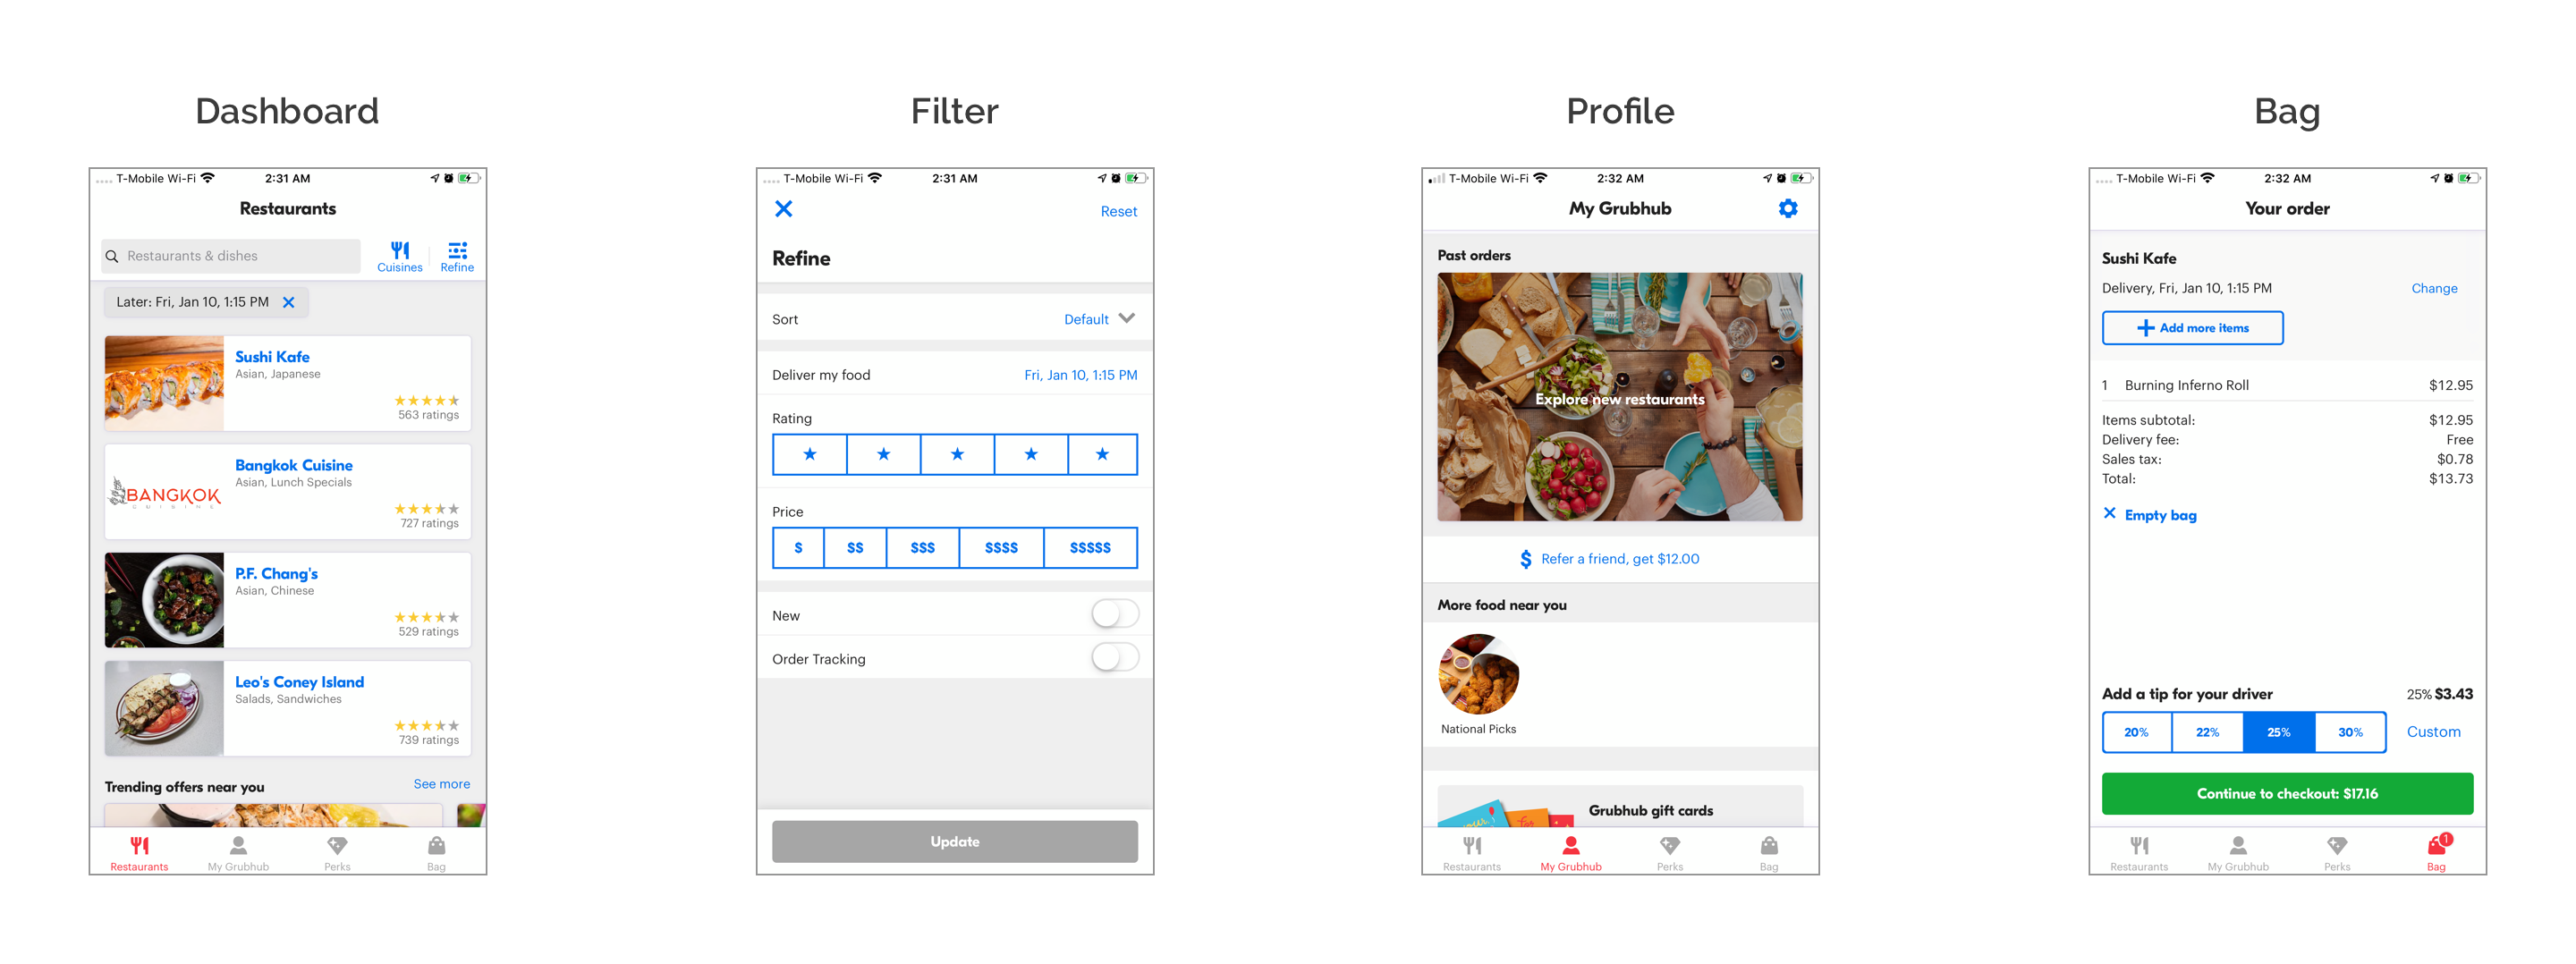 Dashboard
Filter
Profile
Bag
T-Mobile Wi-Fi 2:31 AM
Restaurants
Restaurants & dishes
Cuisines
Refine
Later: Fri, Jan 10, 1:15 PM
Sushi Kafe
Asian, Japanese
563 ratings
BANGKOK
CUISINE
Bangkok Cuisine
Asian, Lunch Specials
727 ratings
P.F. Chang's
Asian, Chinese
529 ratings
Leo's Coney Island
Salads, Sandwiches
739 ratings
Trending offers near you
See more
Restaurants
My Grubhub
Perks
Bag
T-Mobile Wi-Fi 2:31 AM
Reset
Refine
Sort
Default
Deliver my food
Fri, Jan 10, 1:15 PM
Rating
Price
$ $$ $$$ $$$$ $$$$$
New
Order Tracking
Update
T-Mobile Wi-Fi 2:32 AM
My Grubhub
Past orders
Explore new restaurants
$ Refer a friend, get $12.00
More food near you
National Picks
Grubhub gift cards
for
Restaurants
My Grubhub
Perks
Bag
T-Mobile Wi-Fi 2:32 AM
Your order
Sushi Kafe
Delivery, Fri, Jan 10, 1:15 PM
Change
Add more items
1 Burning Inferno Roll $12.95
Items subtotal: $12.95
Delivery fee: Free
Sales tax: $0.78
Total: $13.73
Empty bag
Add a tip for your driver 25% $3.43
20% 22% 25% 30% Custom
Continue to checkout: $17.16
Restaurants
My Grubhub
Perks
1
Bag